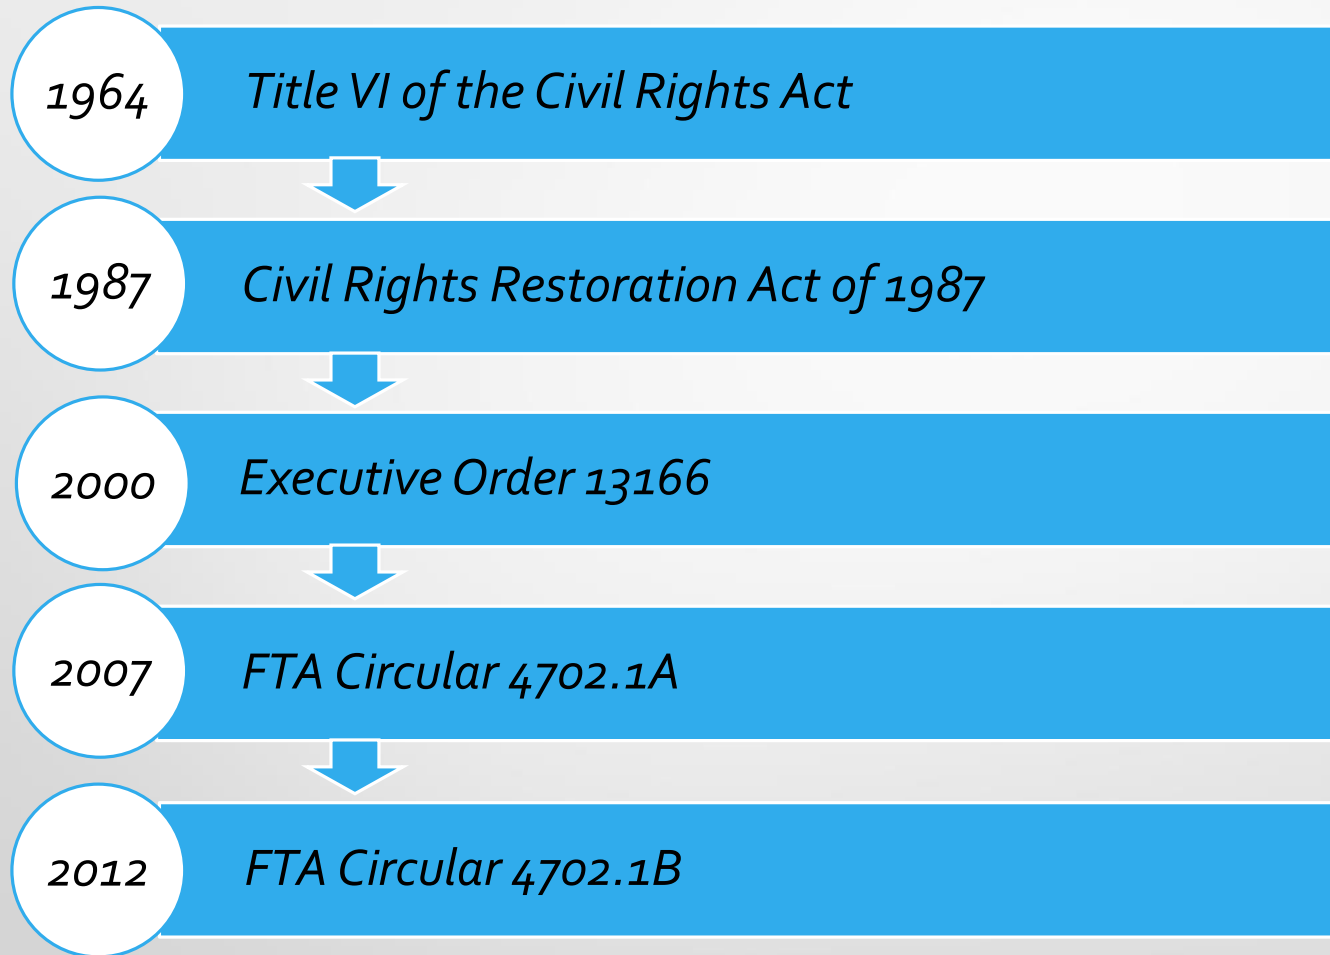 1964
Title VI of the Civil Rights Act
1987
Civil Rights Restoration Act of 1987
2000
Executive Order 13166
2007
FTA Circular 4702.1A
2012
FTA Circular 4702.1B